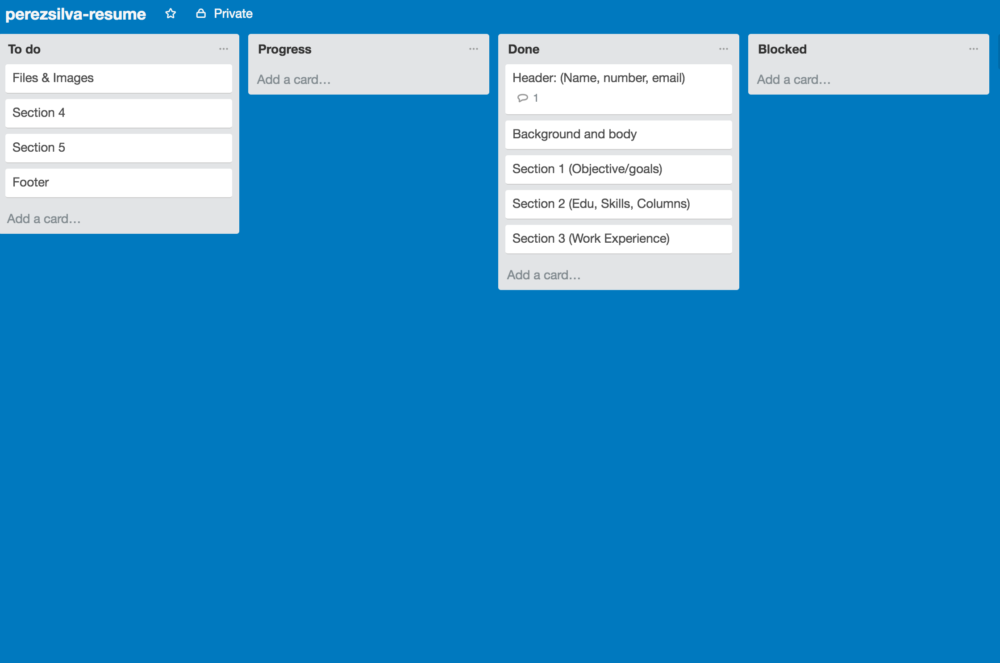 perezsilva-resume Private
To do
Files & Images
Section 4
Section 5
Footer
Add a card...
Progress
Add a card...
Done
Header: (Name, number, email)
1
Background and body
Section 1 (Objective/goals)
Section 2 (Edu, Skills, Columns)
Section 3 (Work Experience)
Add a card...
Blocked
Add a card...